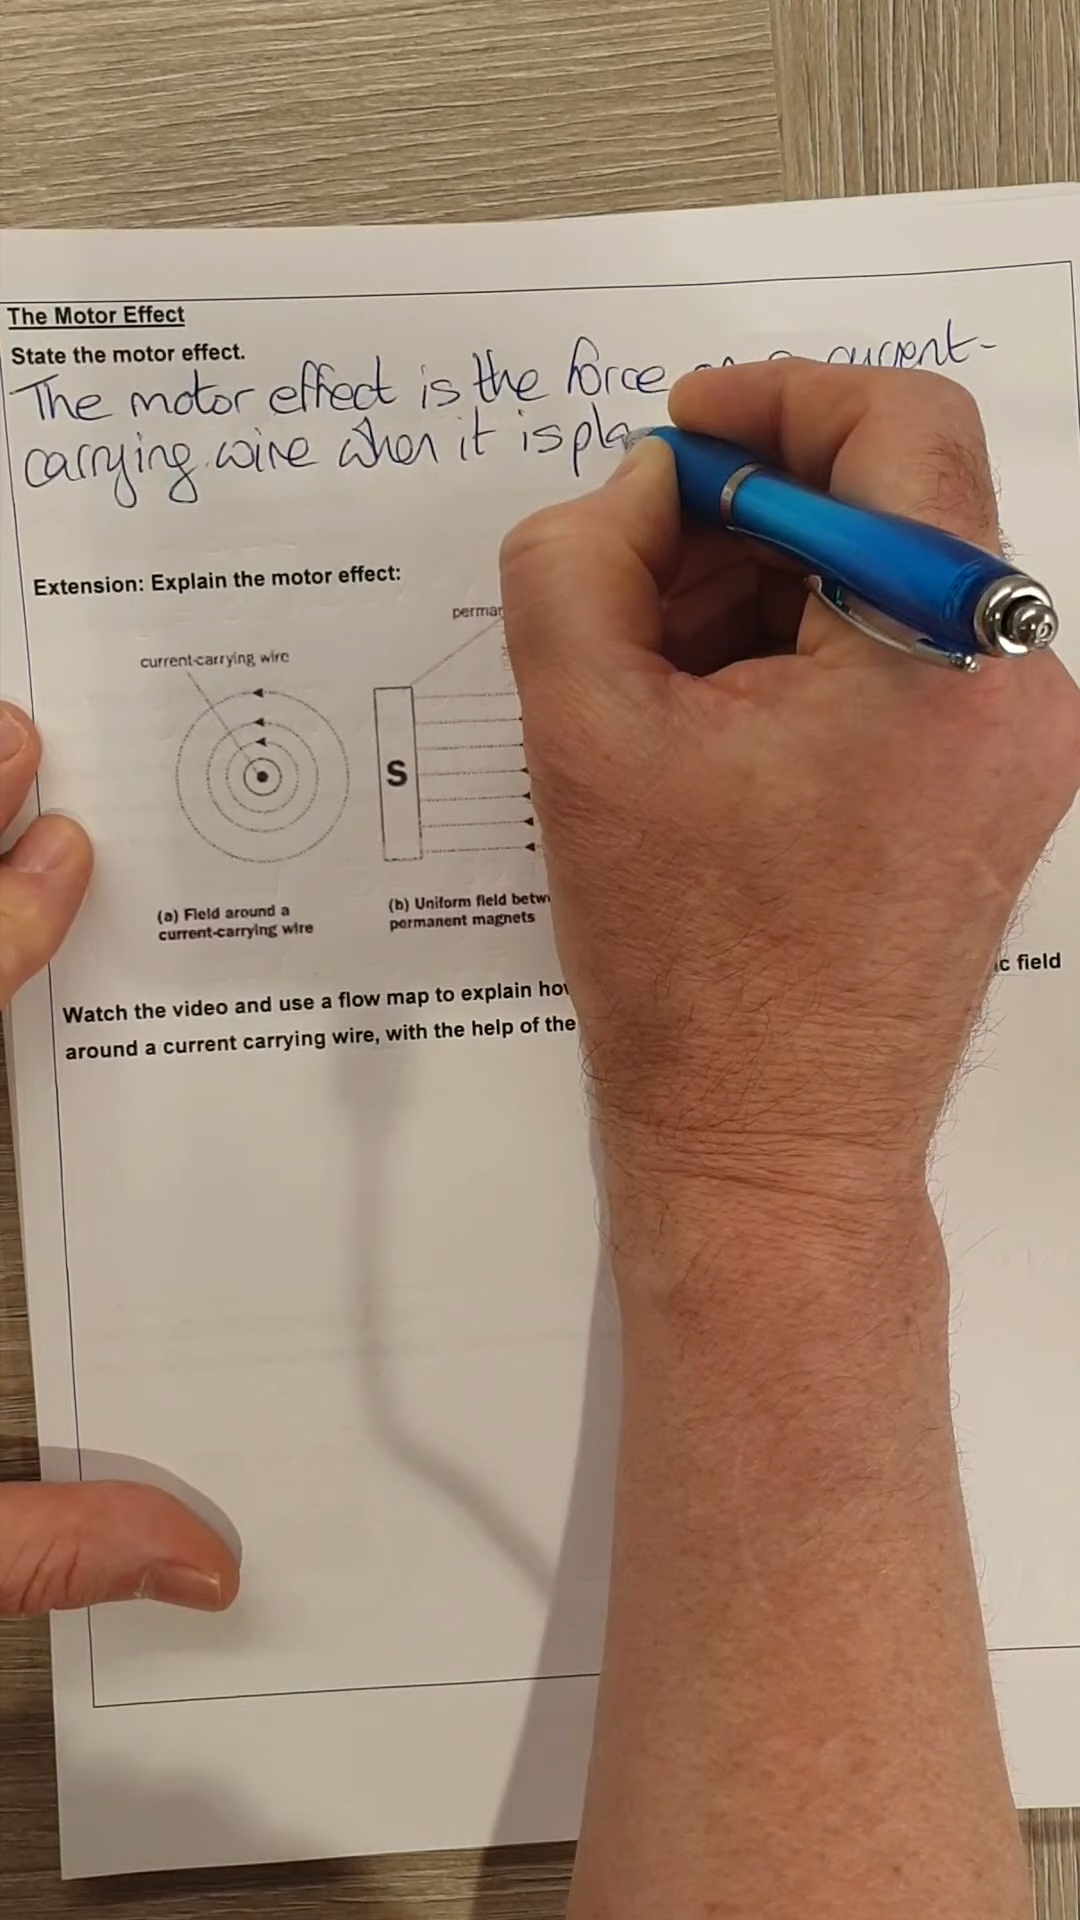 The Motor Effect
State the motor effect.
The motor effect is the force current-
carrying wire when it is pla
Extension: Explain the motor effect:
perman
current-carrying wire
S
(a) Field around a
current-carrying wire
(b) Uniform field betw
permanent magnets
Watch the video and use a flow map to explain how ic field
around a current carrying wire, with the help of the